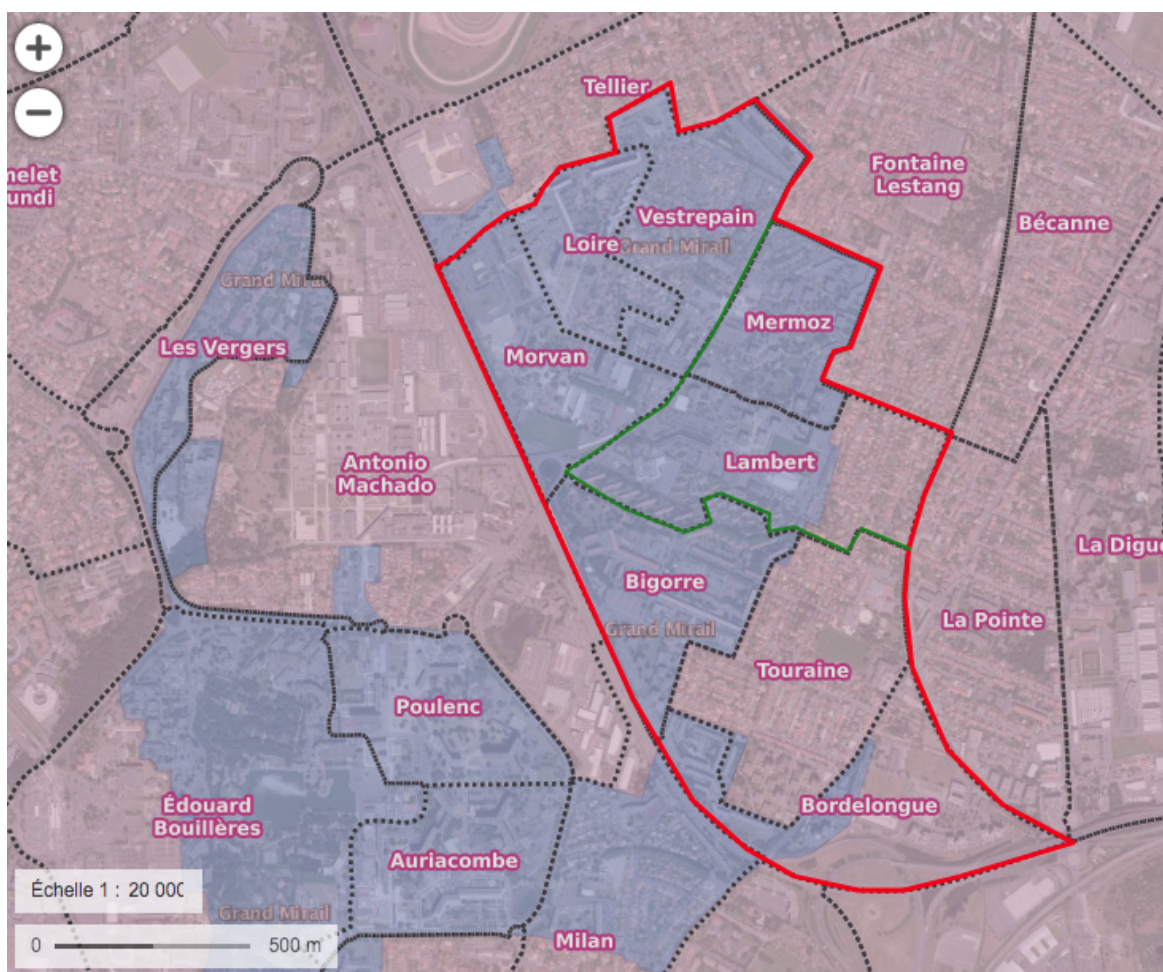 +
−
Tellier
Fontaine
Lestang
melet
undi
Bécanne
Vestrepain
Loire
Grand Mirail
Grand Mirail
Mermoz
Les Vergers
Morvan
Antonio
Machado
Lambert
La Digue
Bigorre
La Pointe
Grand Mirail
Touraine
Poulenc
Édouard
Bouillères
Bordelongue
Auriacombe
Échelle 1 : 20 000
Grand Mirail
Milan
0
500 m